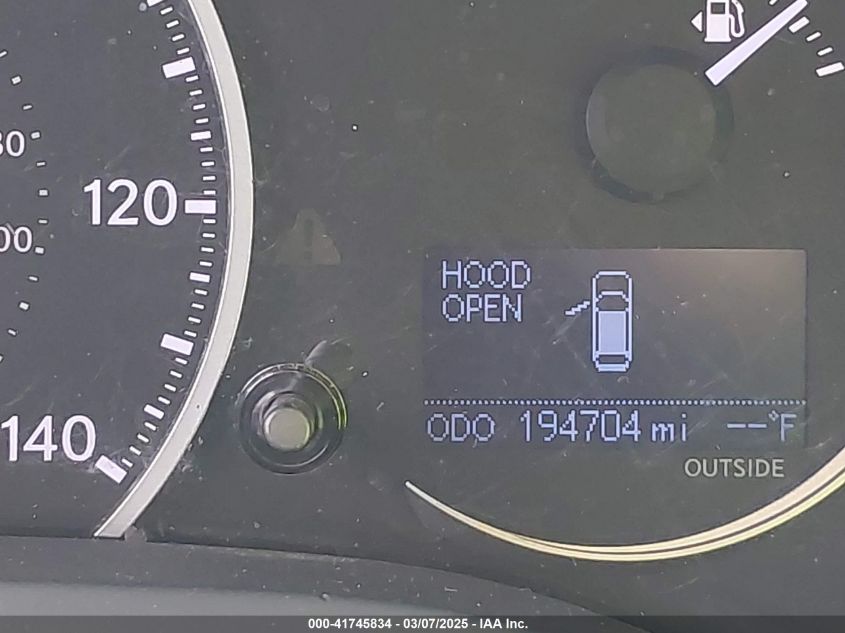 120
140
HOOD
OPEN
ODO 194704 mi --°F
OUTSIDE
000-41745834 - 03/07/2025 - IAA Inc.